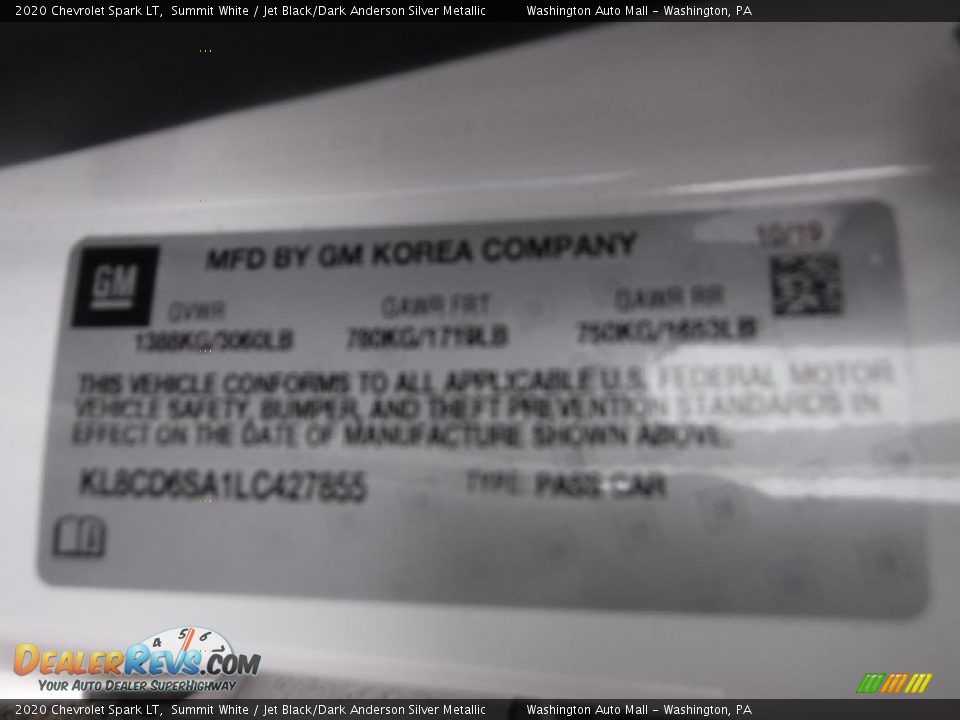 2020 Chevrolet Spark LT, Summit White / Jet Black/Dark Anderson Silver Metallic Washington Auto Mall - Washington, PA
GM
MFD BY GM KOREA COMPANY
10/19
GVWR GAWR FRT GAWR RR
1388KG/3060LB 780KG/1719LB 750KG/1653LB
THIS VEHICLE CONFORMS TO ALL APPLICABLE U.S. FEDERAL MOTOR
VEHICLE SAFETY, BUMPER, AND THEFT PREVENTION STANDARDS IN
EFFECT ON THE DATE OF MANUFACTURE SHOWN ABOVE.
KL8CD6SA1LC427855 TYPE: PASS CAR
4 5 6
DEALERREVS.COM
YOUR AUTO DEALER SUPERHIGHWAY
2020 Chevrolet Spark LT, Summit White / Jet Black/Dark Anderson Silver Metallic Washington Auto Mall - Washington, PA